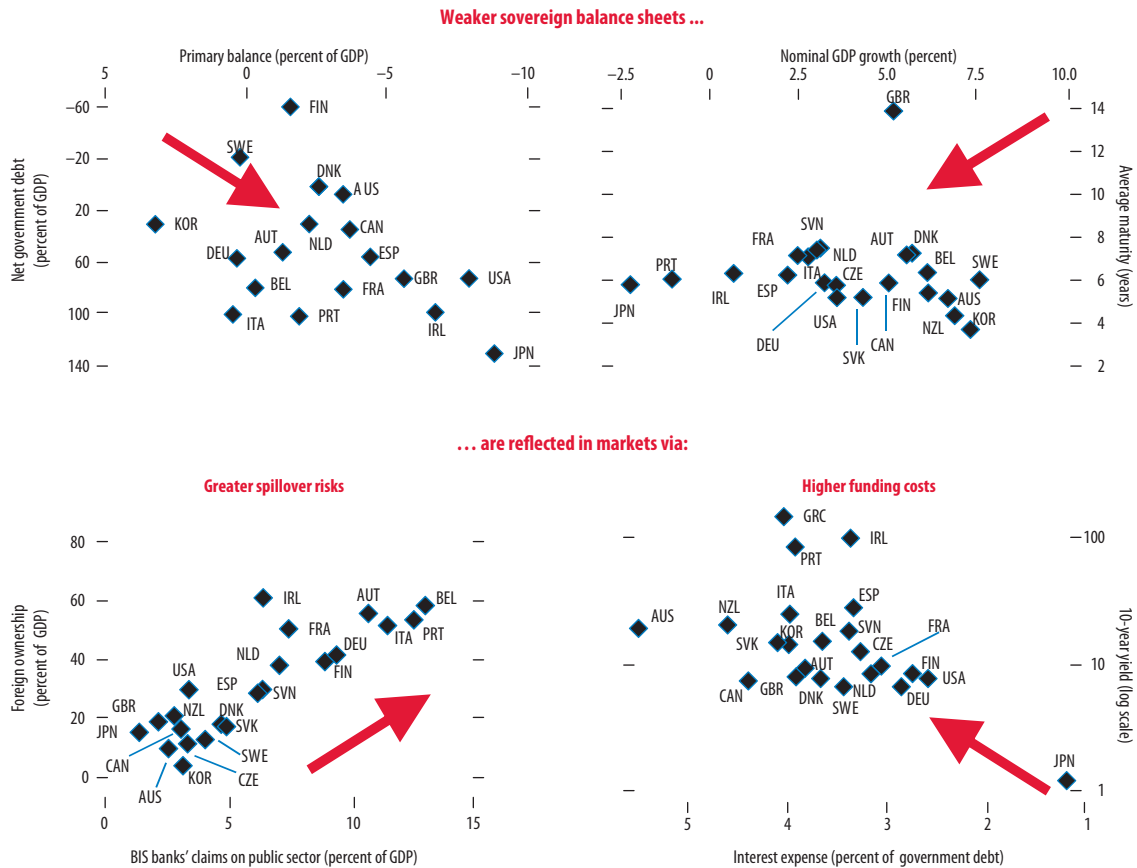 Weaker sovereign balance sheets ...
Primary balance (percent of GDP)
5 0 −5 −10
Net government debt
(percent of GDP)
−60
−20
20
60
100
140
FIN
SWE
DNK
A US
KOR
NLD
CAN
AUT
DEU
ESP
BEL
FRA
GBR
USA
ITA
PRT
IRL
JPN
Nominal GDP growth (percent)
−2.5 0 2.5 5.0 7.5 10.0
Average maturity (years)
14
12
10
8
6
4
2
GBR
SVN
FRA
NLD
AUT
DNK
BEL
SWE
PRT
ITA
CZE
JPN
IRL
ESP
FIN
AUS
DEU
USA
SVK
CAN
NZL
KOR
... are reflected in markets via:
Greater spillover risks
Foreign ownership
(percent of GDP)
80
60
40
20
0
IRL
AUT
BEL
FRA
ITA
PRT
DEU
NLD
FIN
USA
ESP
SVN
GBR
NZL
DNK
SVK
JPN
SWE
CAN
KOR
CZE
AUS
0 5 10 15
BIS banks’ claims on public sector (percent of GDP)
Higher funding costs
GRC
IRL
PRT
ITA
ESP
AUS
NZL
KOR
BEL
SVN
FRA
SVK
CZE
AUT
FIN
USA
CAN
GBR
DNK
NLD
SWE
DEU
JPN
100
10
1
10-year yield (log scale)
5 4 3 2 1
Interest expense (percent of government debt)